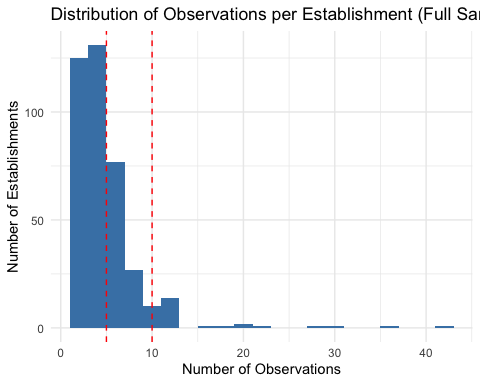 Distribution of Observations per Establishment (Full Sar
100
50
0
0 10 20 30 40
Number of Establishments
Number of Observations